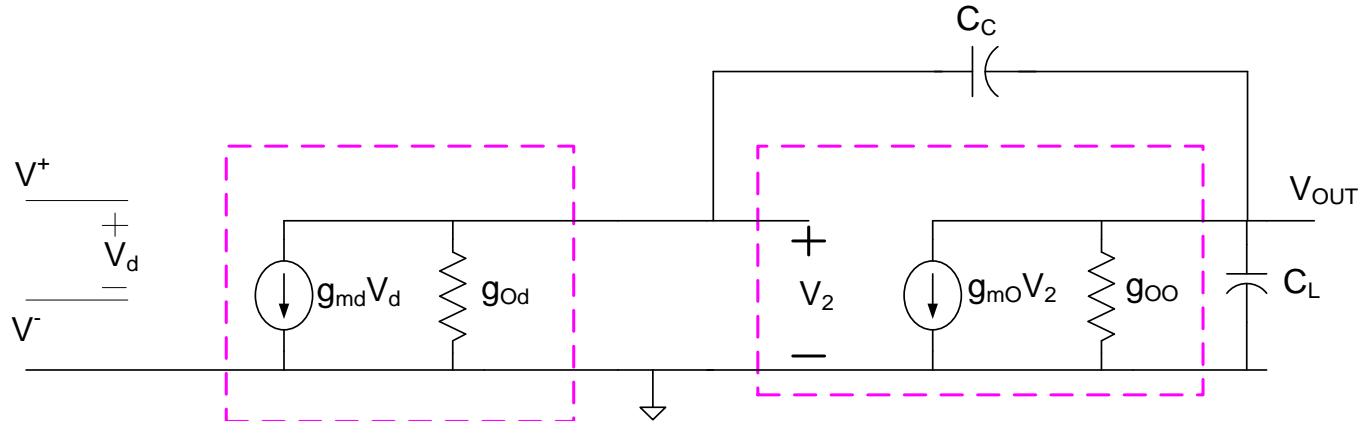 C_C
V^+
V_OUT
+
V_d
–
+
g_mdV_d
g_Od
V_2
g_mOV_2
g_OO
C_L
–
V^-